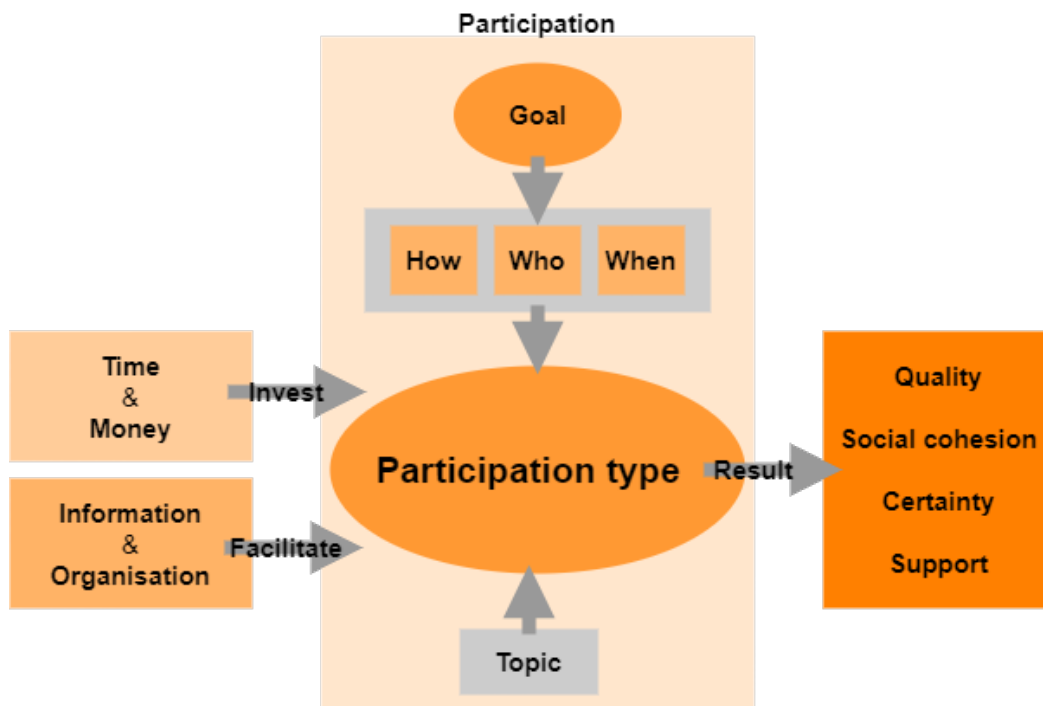 Participation
Goal
How
Who
When
Time
&
Money
Invest
Information
&
Organisation
Facilitate
Participation type
Result
Quality
Social cohesion
Certainty
Support
Topic